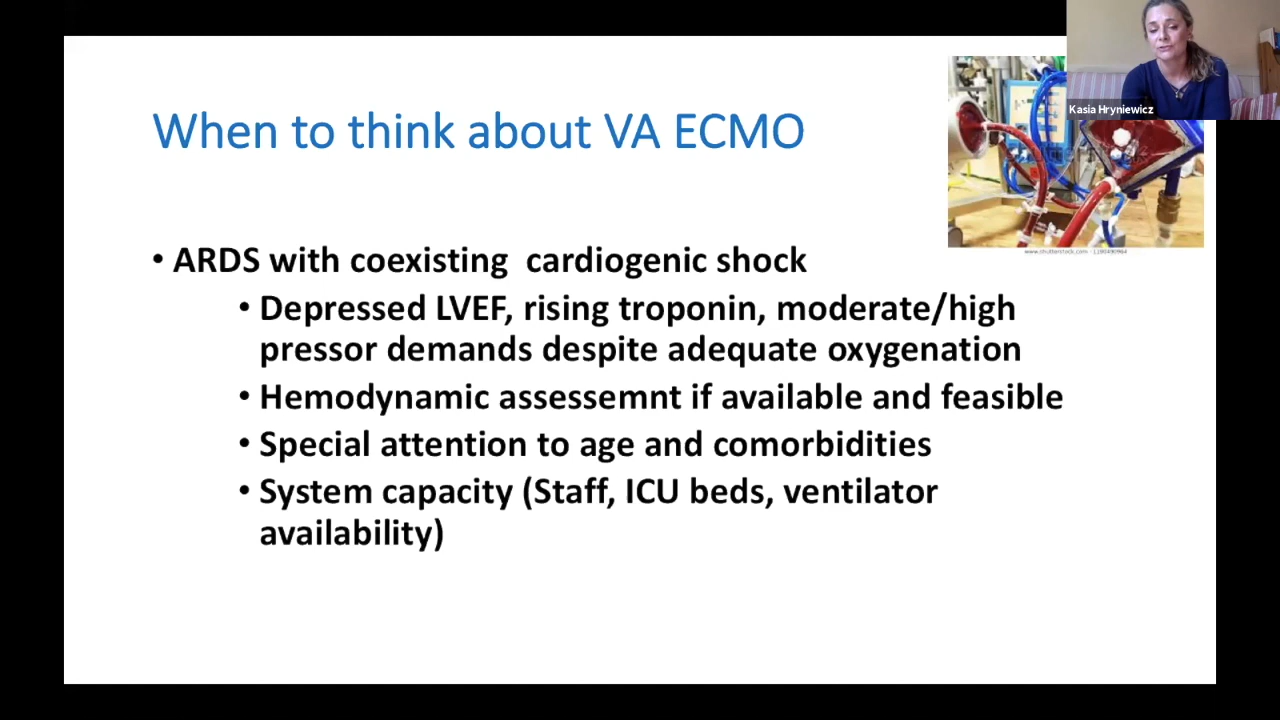 Kasia Hryniewicz
When to think about VA ECMO
• ARDS with coexisting cardiogenic shock
• Depressed LVEF, rising troponin, moderate/high
pressor demands despite adequate oxygenation
• Hemodynamic assessemnt if available and feasible
• Special attention to age and comorbidities
• System capacity (Staff, ICU beds, ventilator
availability)